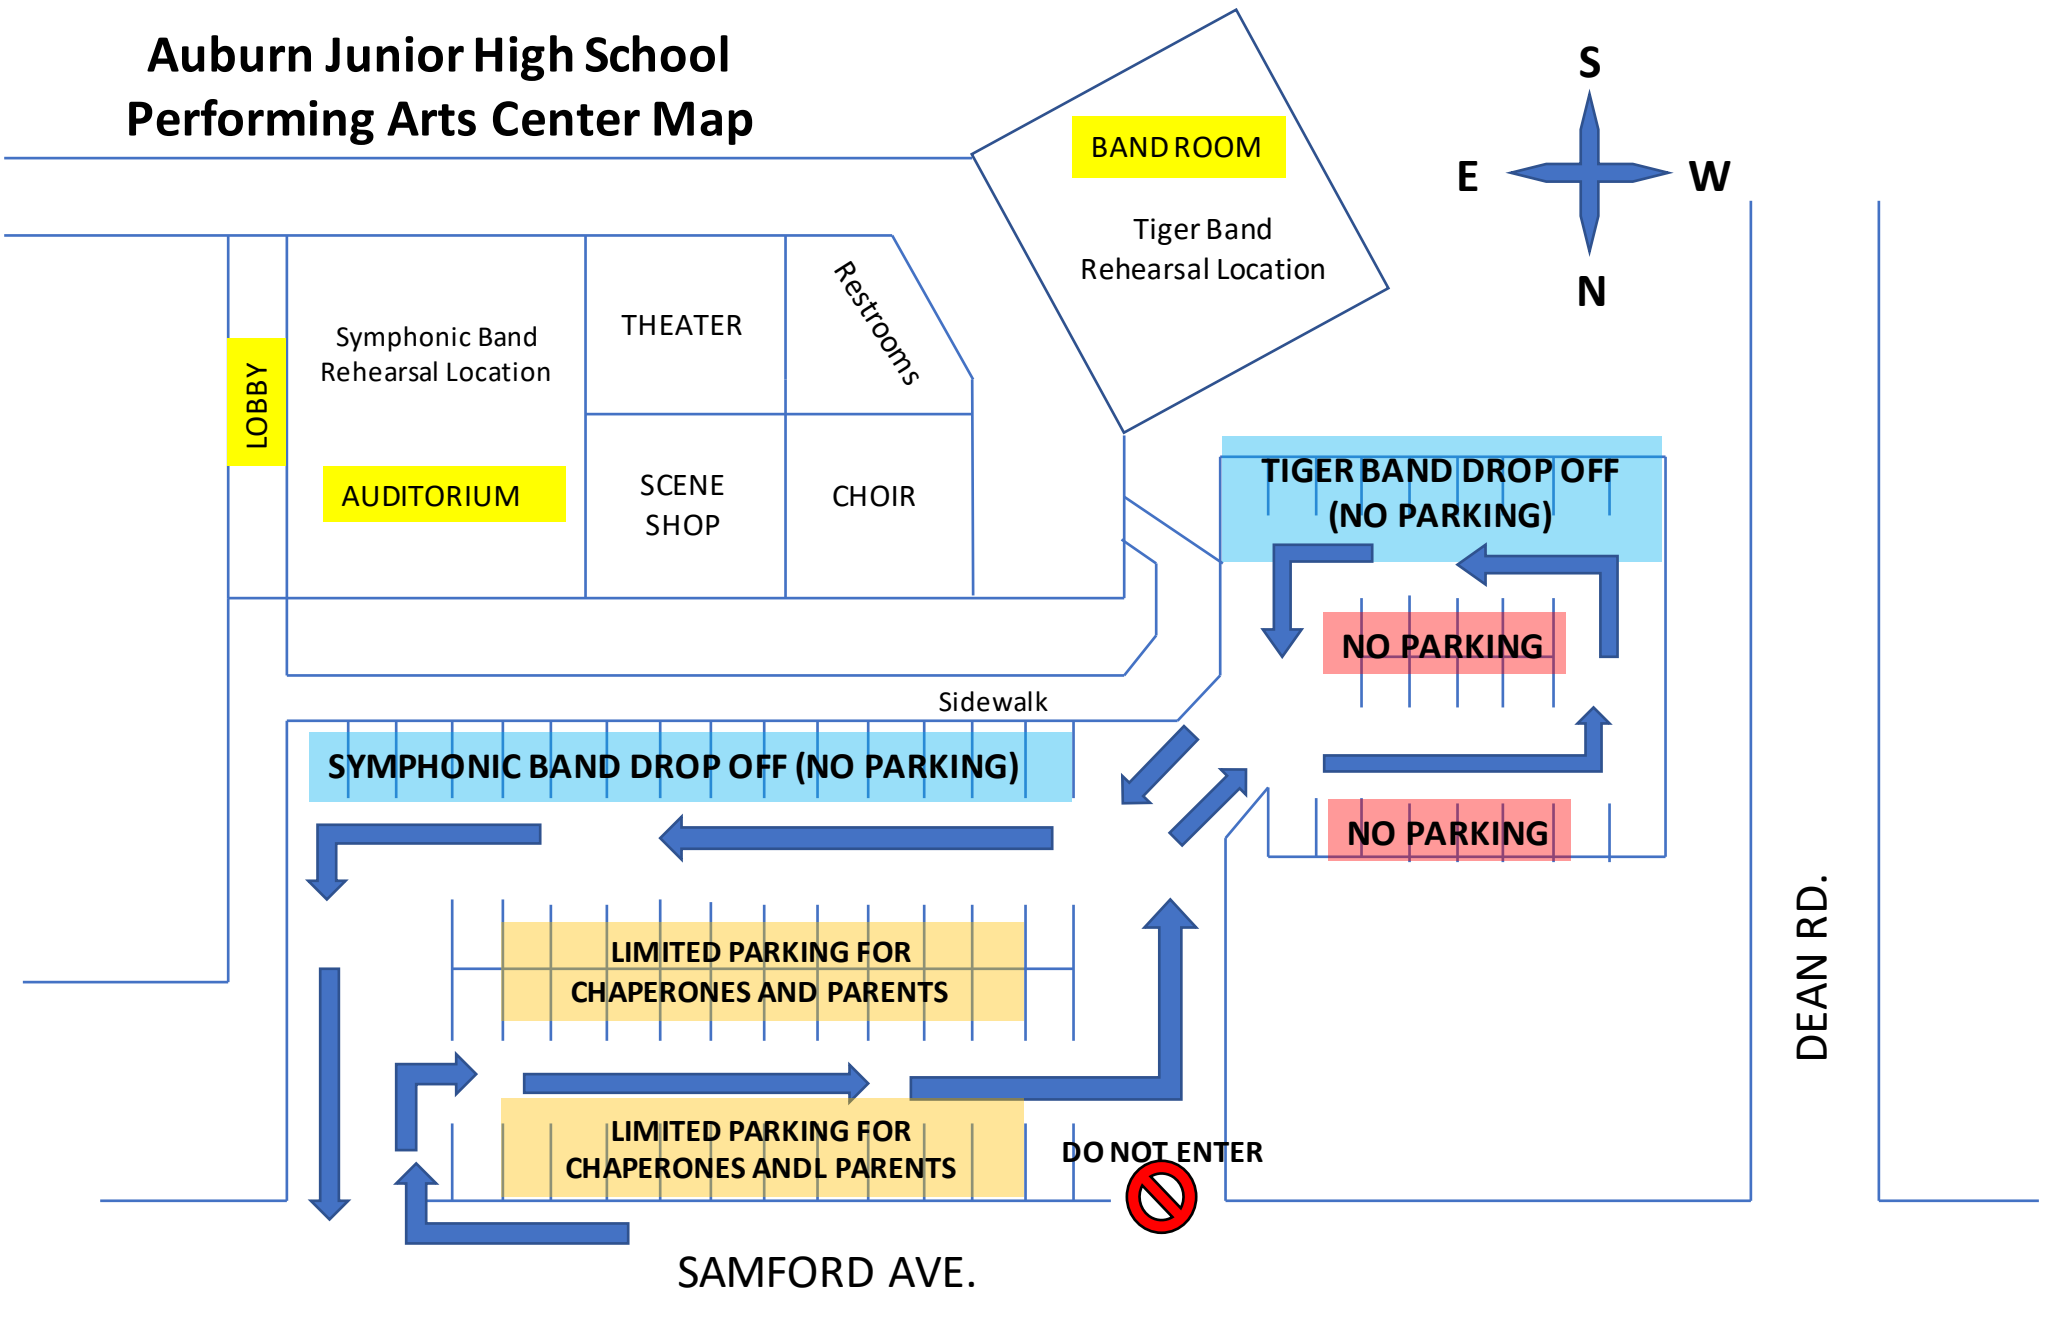 Auburn Junior High School
Performing Arts Center Map
BAND ROOM
Tiger Band
Rehearsal Location
S
E
W
N
Restrooms
THEATER
Symphonic Band
Rehearsal Location
LOBBY
AUDITORIUM
SCENE
SHOP
CHOIR
TIGER BAND DROP OFF
(NO PARKING)
NO PARKING
Sidewalk
SYMPHONIC BAND DROP OFF (NO PARKING)
NO PARKING
LIMITED PARKING FOR
CHAPERONES AND PARENTS
DEAN RD.
LIMITED PARKING FOR
CHAPERONES ANDL PARENTS
DO NOT ENTER
SAMFORD AVE.